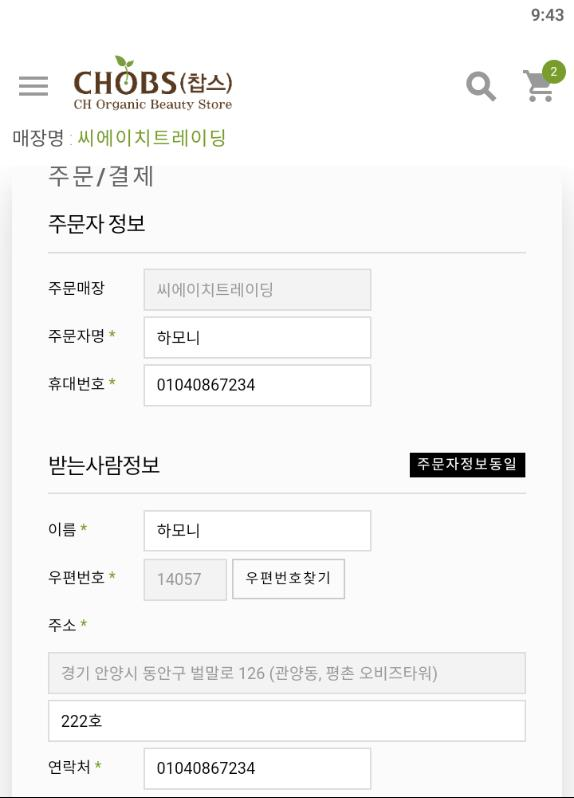 9:43
CHOBS(찹스)
CH Organic Beauty Store
2
매장명 : 씨에이치트레이딩
주문/결제
주문자 정보
주문매장 씨에이치트레이딩
주문자명 * 하모니
휴대번호 * 01040867234
받는사람정보 주문자정보동일
이름 * 하모니
우편번호 * 14057 우편번호찾기
주소 *
경기 안양시 동안구 벌말로 126 (관양동, 평촌 오비즈타워)
222호
연락처 * 01040867234